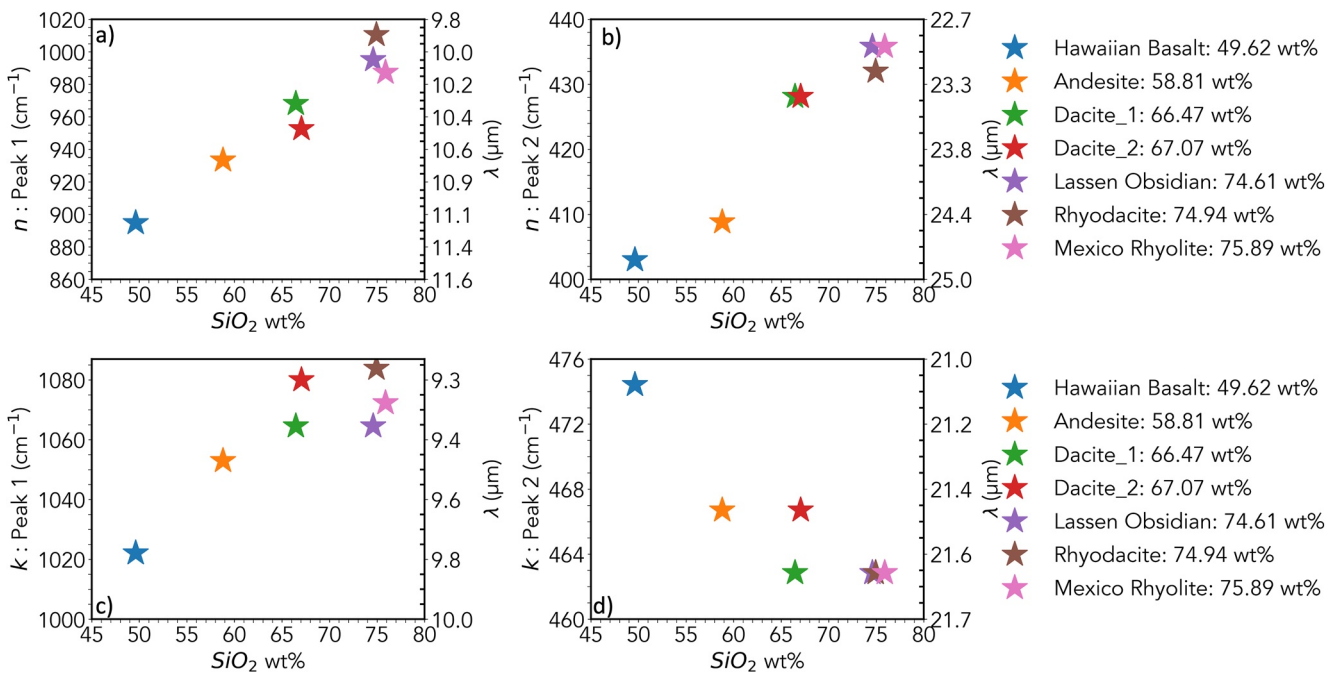 a)
n : Peak 1 (cm⁻¹)
1020
1000
980
960
940
920
900
880
860
45 50 55 60 65 70 75 80
SiO₂ wt%
9.8
10.0
10.2
10.4
10.6
10.9
11.1
11.4
11.6
λ (μm)
b)
n : Peak 2 (cm⁻¹)
440
430
420
410
400
45 50 55 60 65 70 75 80
SiO₂ wt%
22.7
23.3
23.8
24.4
25.0
λ (μm)
Hawaiian Basalt: 49.62 wt%
Andesite: 58.81 wt%
Dacite_1: 66.47 wt%
Dacite_2: 67.07 wt%
Lassen Obsidian: 74.61 wt%
Rhyodacite: 74.94 wt%
Mexico Rhyolite: 75.89 wt%
c)
k : Peak 1 (cm⁻¹)
1080
1060
1040
1020
1000
45 50 55 60 65 70 75 80
SiO₂ wt%
9.3
9.4
9.6
9.8
10.0
λ (μm)
d)
k : Peak 2 (cm⁻¹)
476
472
468
464
460
45 50 55 60 65 70 75 80
SiO₂ wt%
21.0
21.2
21.4
21.6
21.7
λ (μm)
Hawaiian Basalt: 49.62 wt%
Andesite: 58.81 wt%
Dacite_1: 66.47 wt%
Dacite_2: 67.07 wt%
Lassen Obsidian: 74.61 wt%
Rhyodacite: 74.94 wt%
Mexico Rhyolite: 75.89 wt%